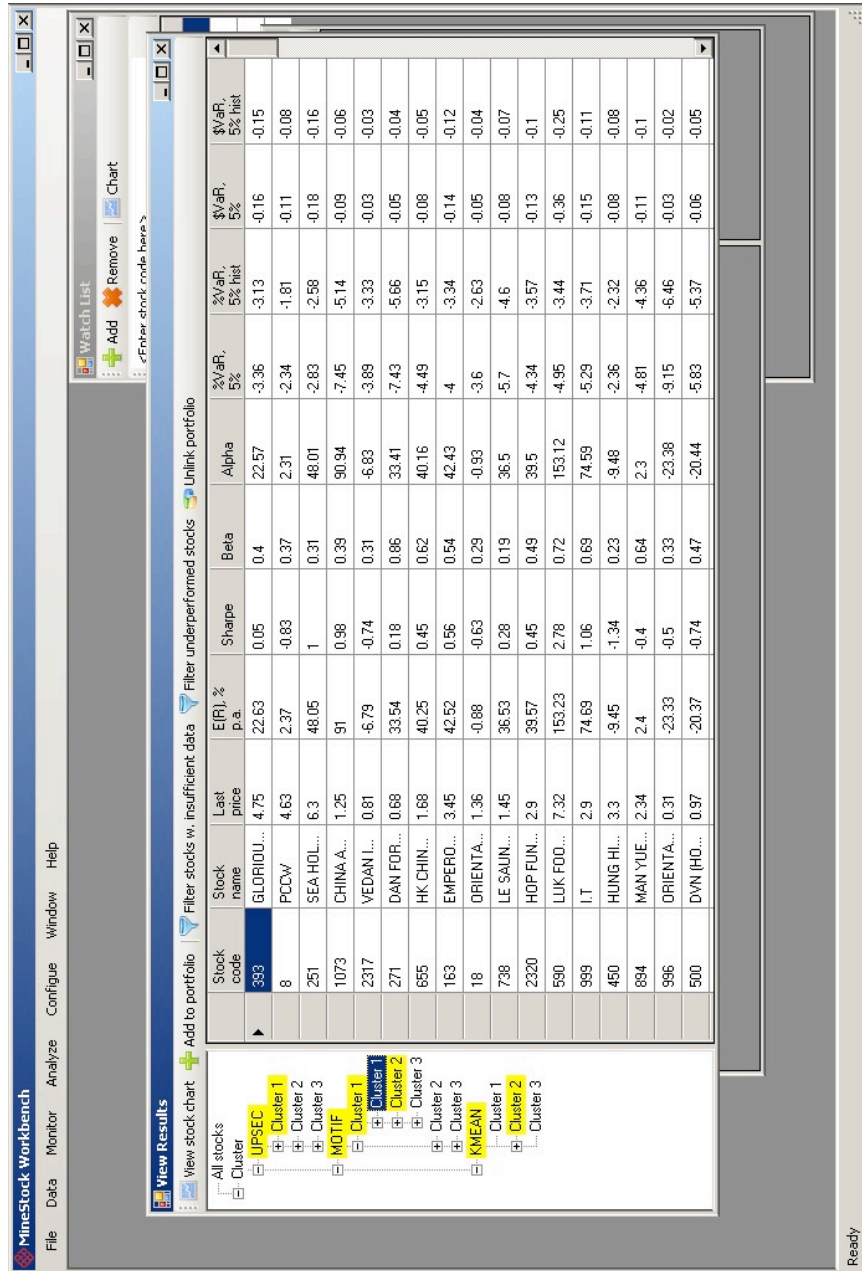 MineStock Workbench
File Data Monitor Analyze Configue Window Help
Watch List
Add Remove Chart
<Enter stock code here>
View Results
View stock chart Add to portfolio Filter stocks w. insufficient data Filter underperformed stocks Unlink portfolio
All stocks
Cluster
UPSEC
Cluster 1
Cluster 2
Cluster 3
MOTIF
Cluster 1
Cluster 1
Cluster 2
Cluster 3
Cluster 2
Cluster 3
KMEAN
Cluster 1
Cluster 2
Cluster 3
Stock code Stock name Last price E(R), % p.a. Sharpe Beta Alpha %VaR, 5% %VaR, 5% hist $VaR, 5% $VaR, 5% hist
393 GLORIOU... 4.75 22.63 0.05 0.4 22.57 -3.36 -3.13 -0.16 -0.15
8 PCCW 4.63 2.37 -0.83 0.37 2.31 -2.34 -1.81 -0.11 -0.08
251 SEA HOL... 6.3 48.05 1 0.31 48.01 -2.83 -2.58 -0.18 -0.16
1073 CHINA A... 1.25 91 0.98 0.39 90.94 -7.45 -5.14 -0.09 -0.06
2317 VEDAN I... 0.81 -6.79 -0.74 0.31 -6.83 -3.89 -3.33 -0.03 -0.03
271 DAN FOR... 0.68 33.54 0.18 0.86 33.41 -7.43 -5.66 -0.05 -0.04
655 HK CHIN... 1.68 40.25 0.45 0.62 40.16 -4.49 -3.15 -0.08 -0.05
163 EMPERO... 3.45 42.52 0.56 0.54 42.43 -4 -3.34 -0.14 -0.12
18 ORIENTA... 1.36 -0.88 -0.63 0.29 -0.93 -3.6 -2.63 -0.05 -0.04
738 LE SAUN... 1.45 36.53 0.28 0.19 36.5 -5.7 -4.6 -0.08 -0.07
2320 HOP FUN... 2.9 39.57 0.45 0.49 39.5 -4.34 -3.57 -0.13 -0.1
590 LUK FOO... 7.32 153.23 2.78 0.72 153.12 -4.95 -3.44 -0.36 -0.25
999 I.T 2.9 74.69 1.06 0.69 74.59 -5.29 -3.71 -0.15 -0.11
450 HUNG HI... 3.3 -9.45 -1.34 0.23 -9.48 -2.36 -2.32 -0.08 -0.08
894 MAN YUE... 2.34 2.4 -0.4 0.64 2.3 -4.81 -4.36 -0.11 -0.1
996 ORIENTA... 0.31 -23.33 -0.5 0.33 -23.38 -9.15 -6.46 -0.03 -0.02
500 DVN (HO... 0.97 -20.37 -0.74 0.47 -20.44 -5.83 -5.37 -0.06 -0.05
Ready